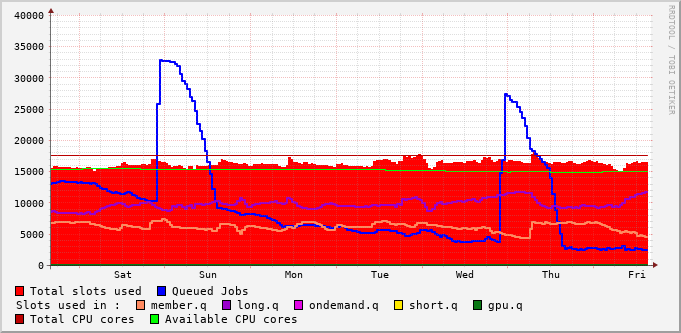 40000
35000
30000
25000
20000
15000
10000
5000
0
Sat Sun Mon Tue Wed Thu Fri
RRDTOOL / TOBI OETIKER
Total slots used Queued Jobs
Slots used in : member.q long.q ondemand.q short.q gpu.q
Total CPU cores Available CPU cores